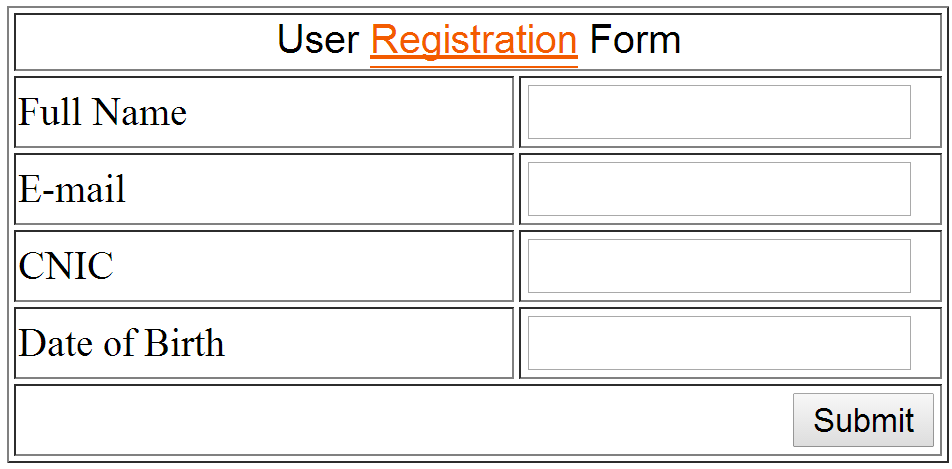 User Registration Form
Full Name
E-mail
CNIC
Date of Birth
Submit